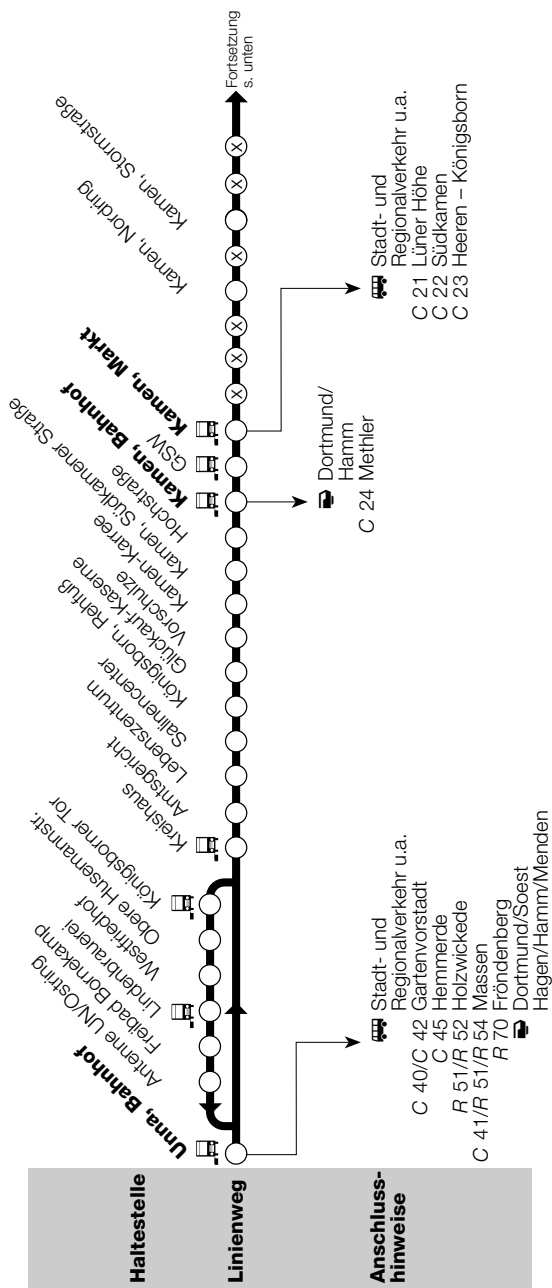 Haltestelle
Unna, Bahnhof
Antenne UN/Ostring
Freibad Bornekamp
Lindenbrauerei
Westfriedhof
Obere Husemannstr.
Königsborner Tor
Kreishaus
Amtsgericht
Lebenszentrum
Salinencenter
Königsborn, Rehfuß
Glückauf-Kaserne
Vorschulze
Kamen-Karree
Kamen, Südkamener Straße
Hochstraße
Kamen, Bahnhof
GSW
Kamen, Markt
Kamen, Nordring
Kamen, Stormstraße
Linienweg
X
X
X
X
X
X
Fortsetzung
s. unten
Anschluss-
hinweise
Stadt- und
Regionalverkehr u.a.
C 40/C 42 Gartenvorstadt
C 45 Hemmerde
R 51/R 52 Holzwickede
C 41/R 51/R 54 Massen
R 70 Fröndenberg
Dortmund/Soest
Hagen/Hamm/Menden
Dortmund/
Hamm
C 24 Methler
Stadt- und
Regionalverkehr u.a.
C 21 Lüner Höhe
C 22 Südkamen
C 23 Heeren – Königsborn